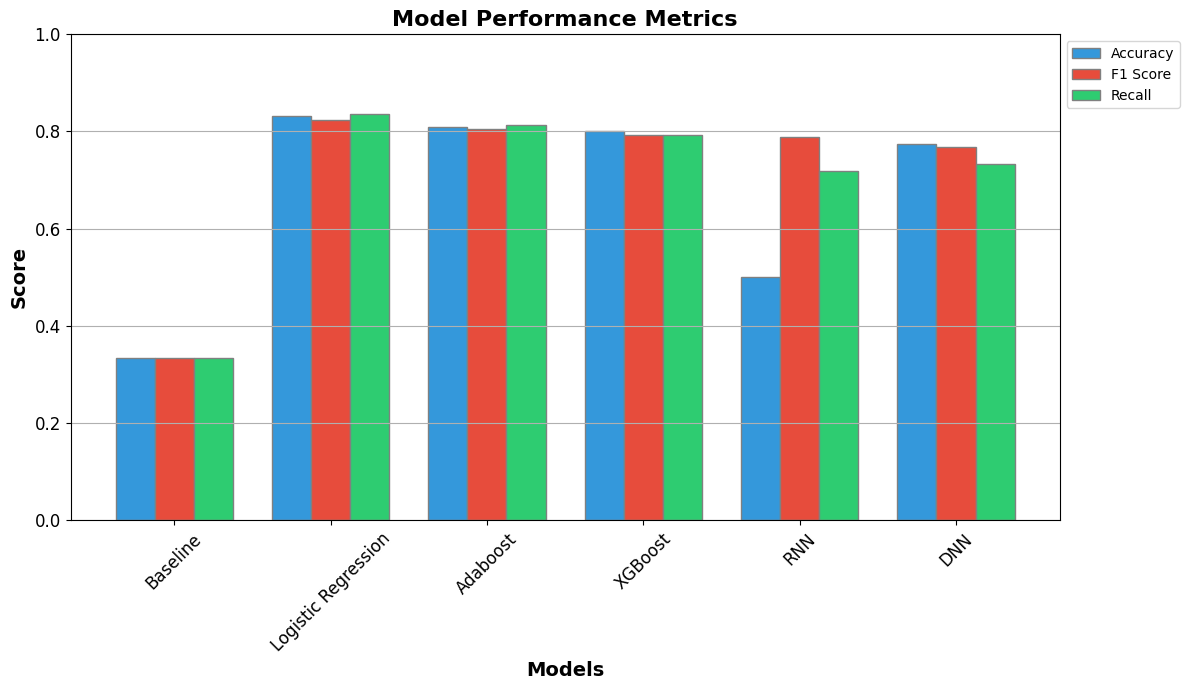 Model Performance Metrics
Accuracy
F1 Score
Recall
Score
1.0
0.8
0.6
0.4
0.2
0.0
Baseline
Logistic Regression
Adaboost
XGBoost
RNN
DNN
Models